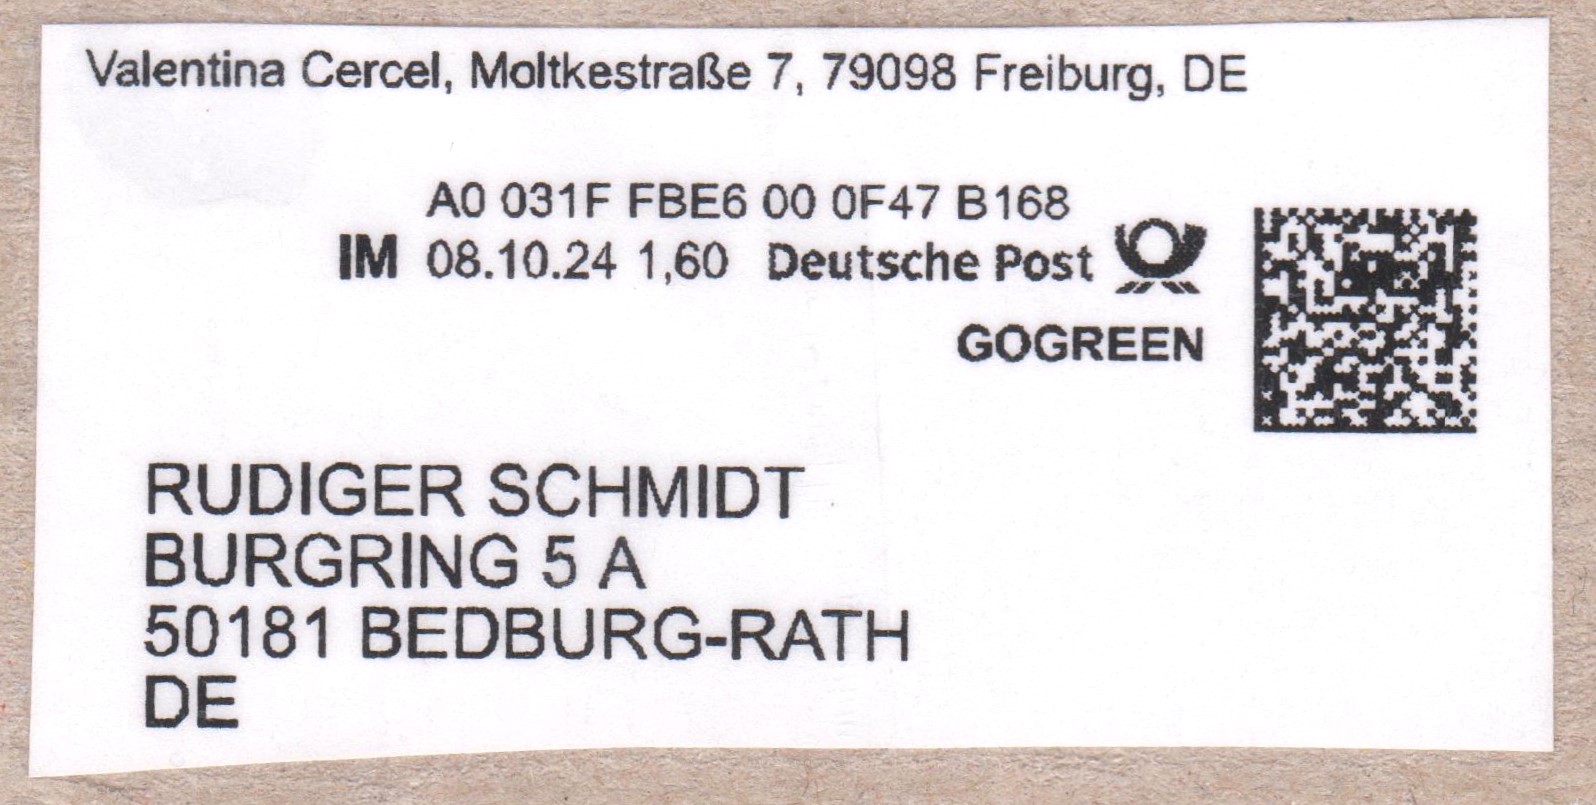 Valentina Cercel, Moltkestraße 7, 79098 Freiburg, DE
A0 031F FBE6 00 0F47 B168
IM 08.10.24 1,60 Deutsche Post
GOGREEN
RUDIGER SCHMIDT
BURGRING 5 A
50181 BEDBURG-RATH
DE